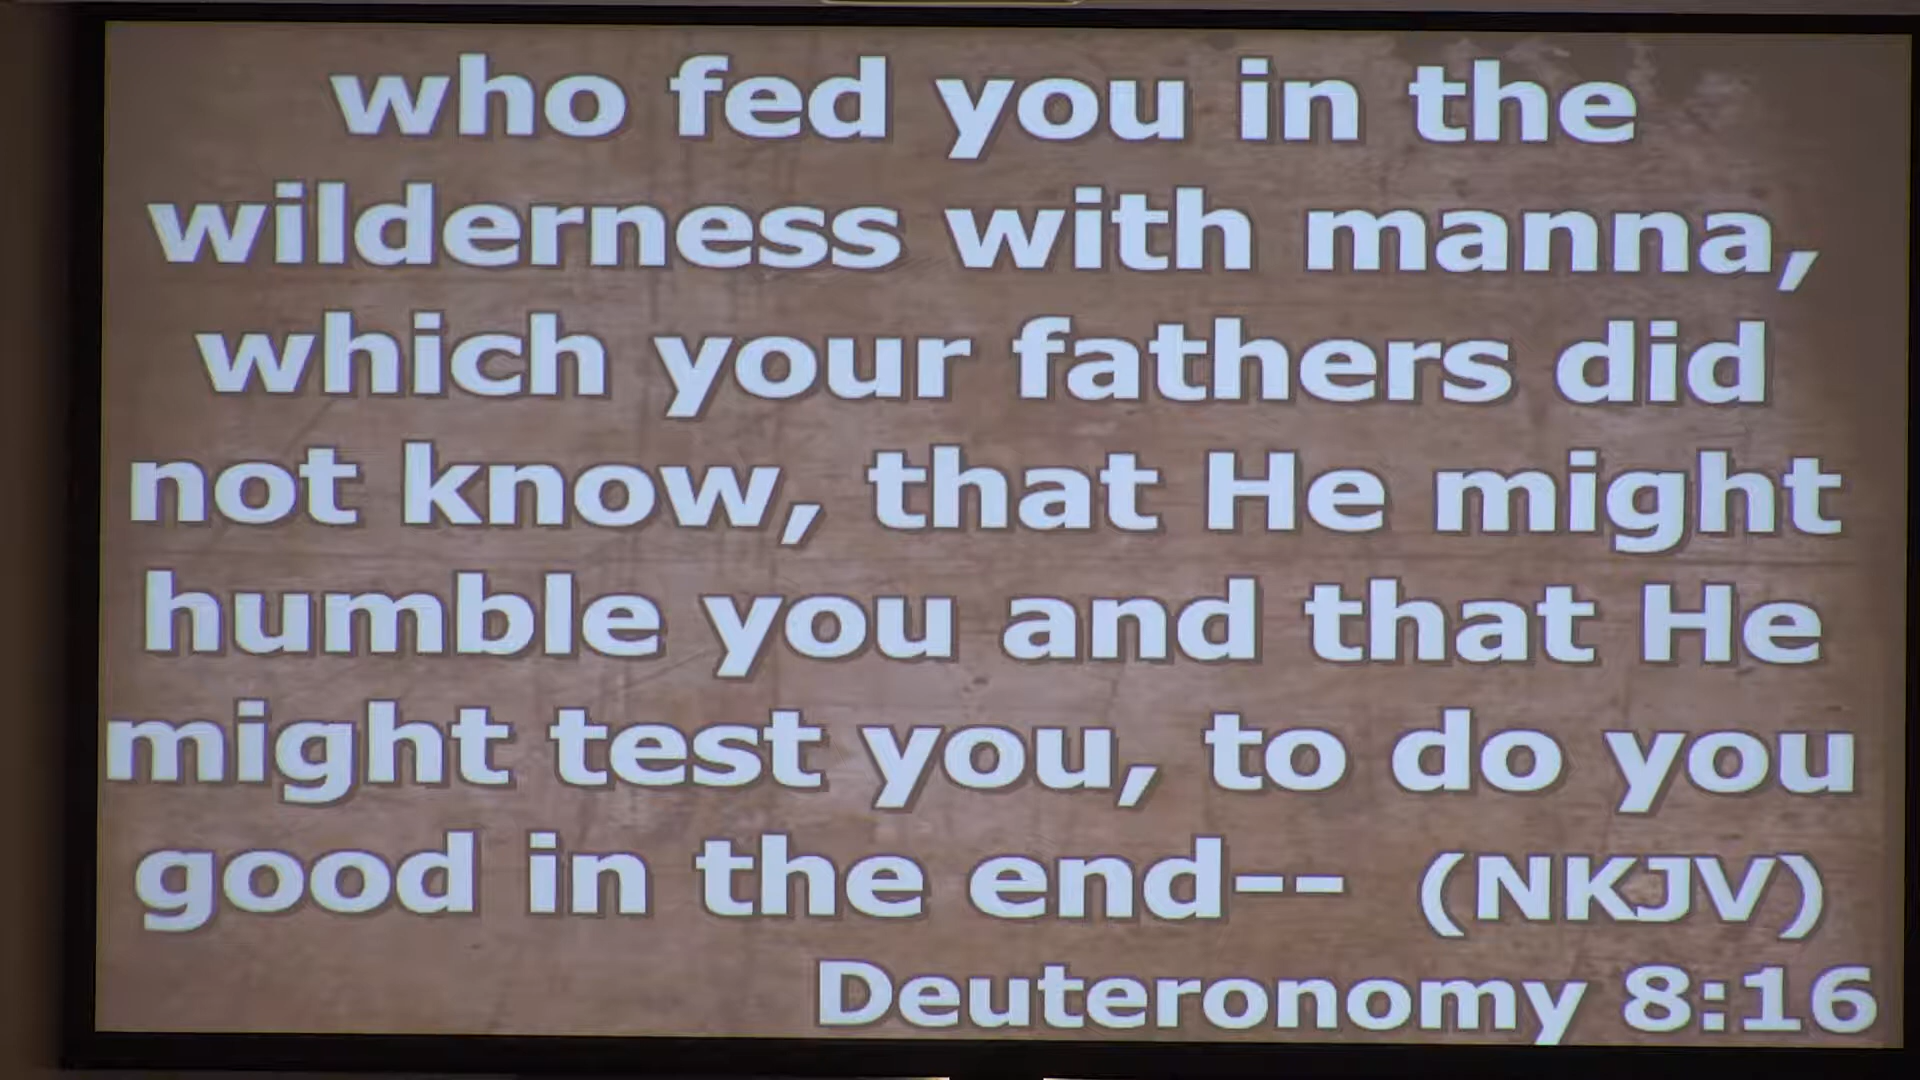 who fed you in the
wilderness with manna,
which your fathers did
not know, that He might
humble you and that He
might test you, to do you
good in the end-- (NKJV)
Deuteronomy 8:16